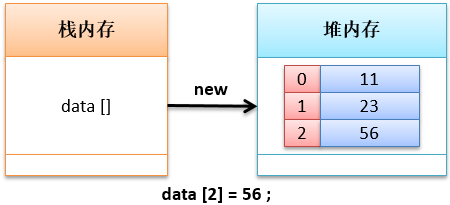 栈内存
堆内存
data []
new
0 11
1 23
2 56
data [2] = 56 ;